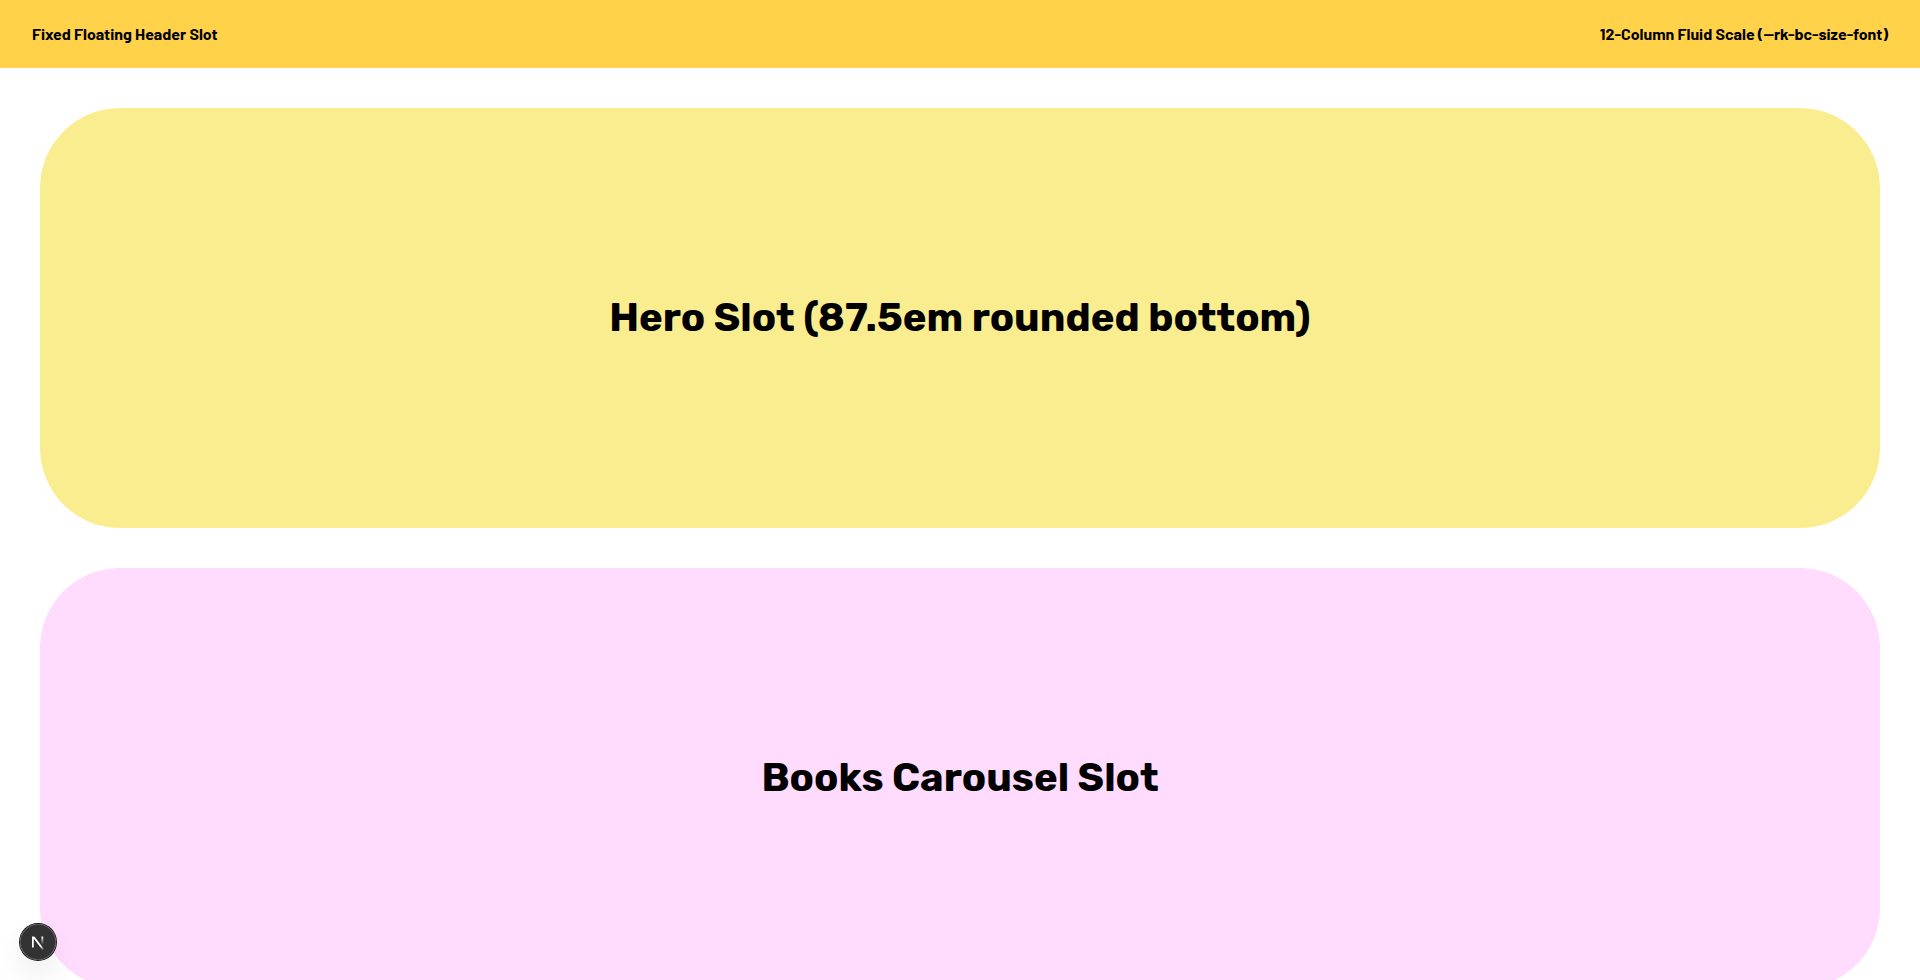 Fixed Floating Header Slot
12-Column Fluid Scale (—rk-bc-size-font)
Hero Slot (87.5em rounded bottom)
Books Carousel Slot
N